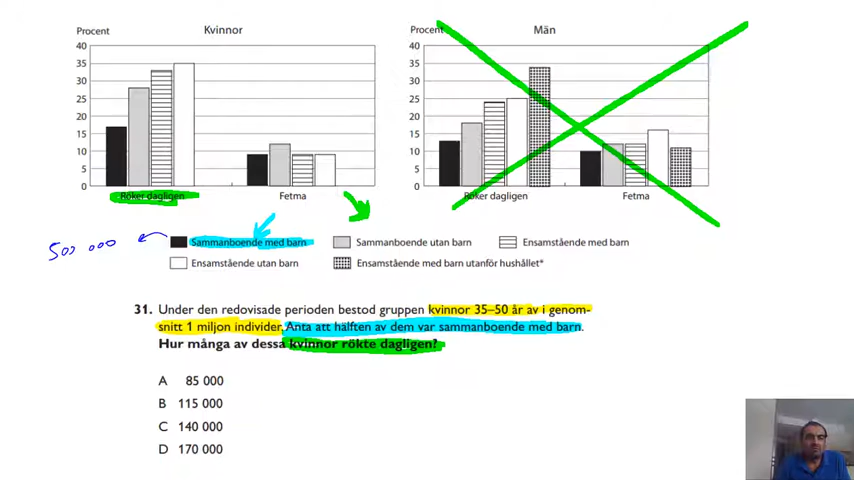 Procent
Kvinnor
40
35
30
25
20
15
10
5
0
Röker dagligen
Fetma
Procent
Män
40
35
30
25
20
15
10
5
0
Röker dagligen
Fetma
500 000
Sammanboende med barn
Sammanboende utan barn
Ensamstående med barn
Ensamstående utan barn
Ensamstående med barn utanför hushållet*
31. Under den redovisade perioden bestod gruppen kvinnor 35–50 år av i genom-
snitt 1 miljon individer. Anta att hälften av dem var sammanboende med barn.
Hur många av dessa kvinnor rökte dagligen?
A 85 000
B 115 000
C 140 000
D 170 000